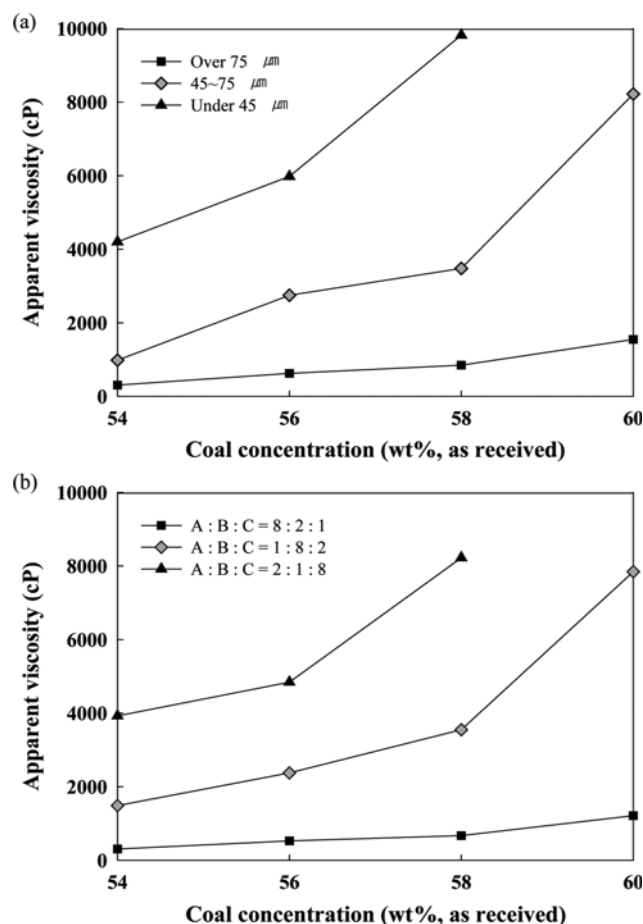 (a)
10000
8000
6000
4000
2000
0
Apparent viscosity (cP)
Over 75 ㎛
45~75 ㎛
Under 45 ㎛
54 56 58 60
Coal concentration (wt%, as received)
(b)
10000
8000
6000
4000
2000
0
Apparent viscosity (cP)
A : B : C = 8 : 2 : 1
A : B : C = 1 : 8 : 2
A : B : C = 2 : 1 : 8
54 56 58 60
Coal concentration (wt%, as received)